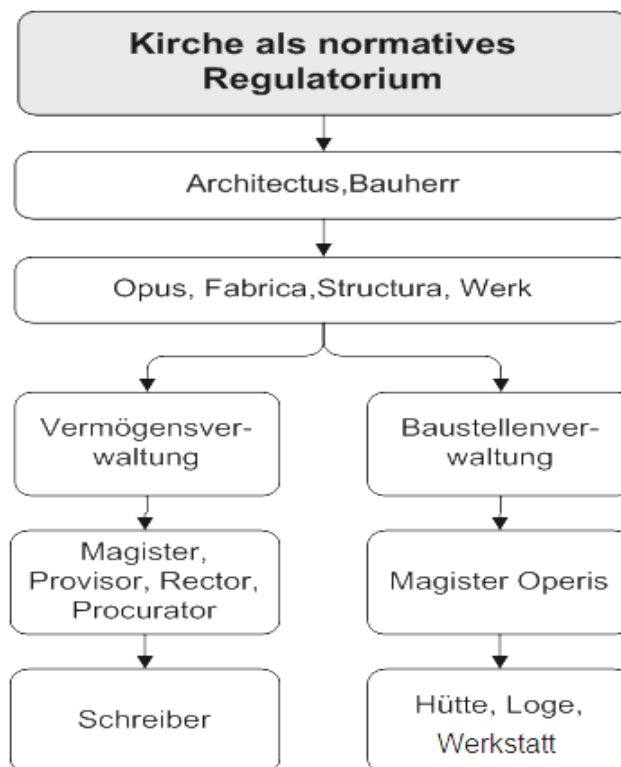 Kirche als normatives
Regulatorium
Architectus,Bauherr
Opus, Fabrica,Structura, Werk
Vermögensver-
waltung
Baustellenver-
waltung
Magister,
Provisor, Rector,
Procurator
Magister Operis
Schreiber
Hütte, Loge,
Werkstatt